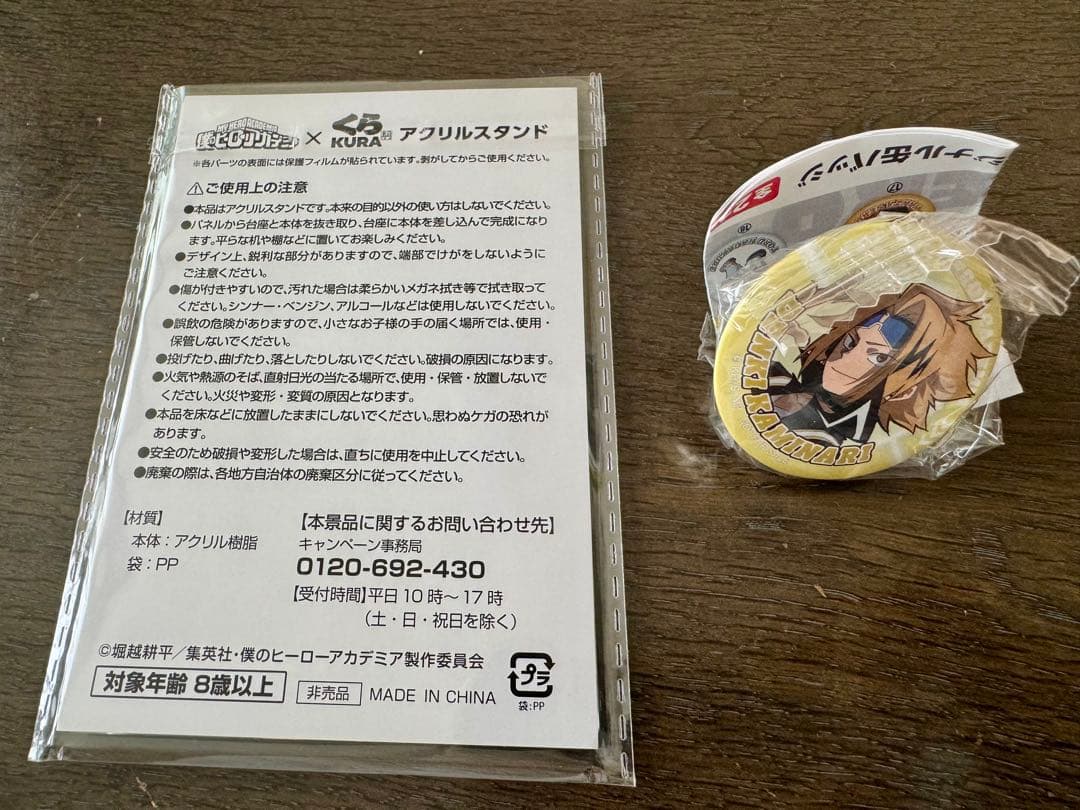 MY HERO ACADEMIA
僕のヒーローアカデミア × くら KURA アクリルスタンド
※各パーツの表面には保護フィルムが貼られています。剥がしてからご使用ください。
⚠ご使用上の注意
●本品はアクリルスタンドです。本来の目的以外の使い方はしないでください。
●パネルから台座と本体を抜き取り、台座に本体を差し込んで完成になり
ます。平らな机や棚などに置いてお楽しみください。
●デザイン上、鋭利な部分がありますので、端部でけがをしないように
ご注意ください。
●傷が付きやすいので、汚れた場合は柔らかいメガネ拭き等で拭き取って
ください。シンナー・ベンジン、アルコールなどは使用しないでください。
●誤飲の危険がありますので、小さなお子様の手の届く場所では、使用・
保管しないでください。
●投げたり、曲げたり、落としたりしないでください。破損の原因になります。
●火気や熱源のそば、直射日光の当たる場所で、使用・保管・放置しないで
ください。火災や変形・変質の原因となります。
●本品を床などに放置したままにしないでください。思わぬケガの恐れが
あります。
●安全のため破損や変形した場合は、直ちに使用を中止してください。
●廃棄の際は、各地方自治体の廃棄区分に従ってください。
【材質】
本体：アクリル樹脂
袋：PP
【本景品に関するお問い合わせ先】
キャンペーン事務局
0120-692-430
【受付時間】平日10時～17時
（土・日・祝日を除く）
©堀越耕平／集英社・僕のヒーローアカデミア製作委員会
対象年齢 8歳以上
非売品
MADE IN CHINA
プラ
袋:PP
ジナル缶バッジ
全2
⑰
⑱
DENKI KAMINARI